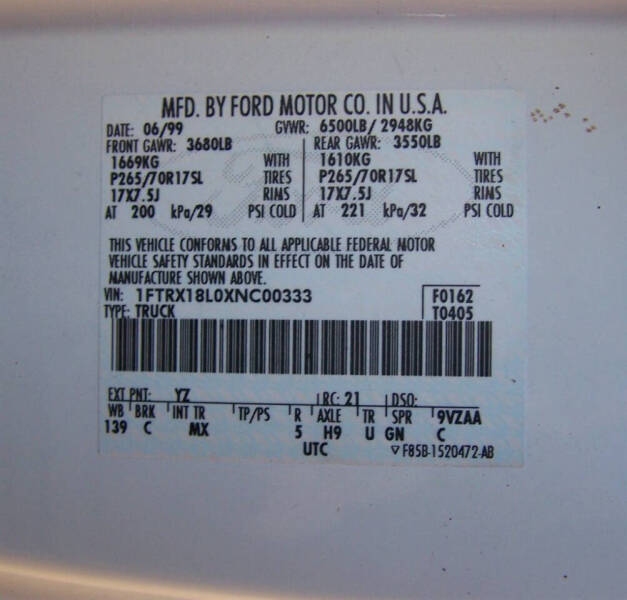 MFD. BY FORD MOTOR CO. IN U.S.A.
DATE: 06/99 GVWR: 6500LB/ 2948KG
FRONT GAWR: 3680LB REAR GAWR: 3550LB
1669KG WITH 1610KG WITH
P265/70R17SL TIRES P265/70R17SL TIRES
17X7.5J RIMS 17X7.5J RIMS
AT 200 kPa/29 PSI COLD AT 221 kPa/32 PSI COLD
THIS VEHICLE CONFORMS TO ALL APPLICABLE FEDERAL MOTOR
VEHICLE SAFETY STANDARDS IN EFFECT ON THE DATE OF
MANUFACTURE SHOWN ABOVE.
VIN: 1FTRX18L0XNC00333 F0162
TYPE: TRUCK T0405
EXT PNT: YZ RC: 21 DSO:
WB BRK INT TR TP/PS R AXLE TR SPR 9VZAA
139 C MX 5 H9 U GN C
UTC F85B-1520472-AB